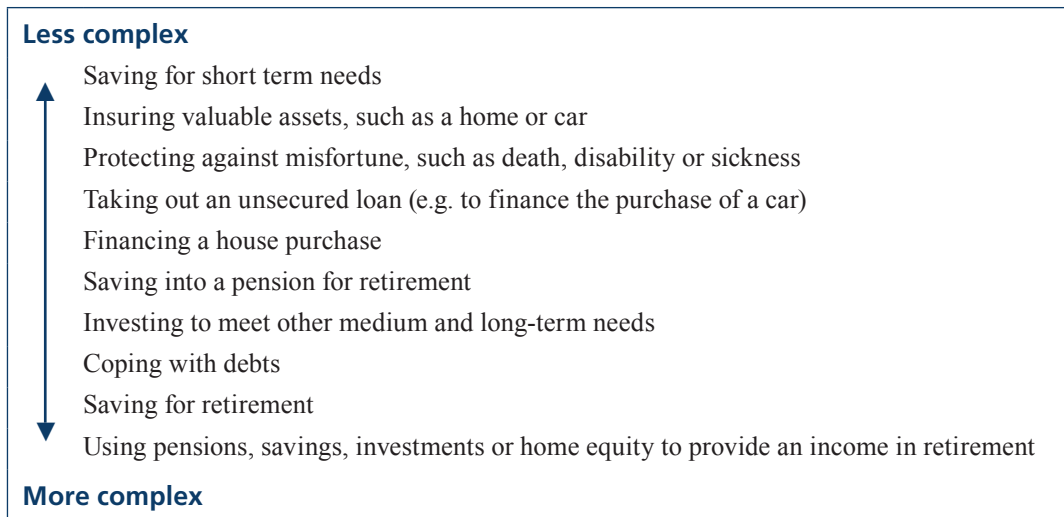 Less complex
Saving for short term needs
Insuring valuable assets, such as a home or car
Protecting against misfortune, such as death, disability or sickness
Taking out an unsecured loan (e.g. to finance the purchase of a car)
Financing a house purchase
Saving into a pension for retirement
Investing to meet other medium and long-term needs
Coping with debts
Saving for retirement
Using pensions, savings, investments or home equity to provide an income in retirement
More complex